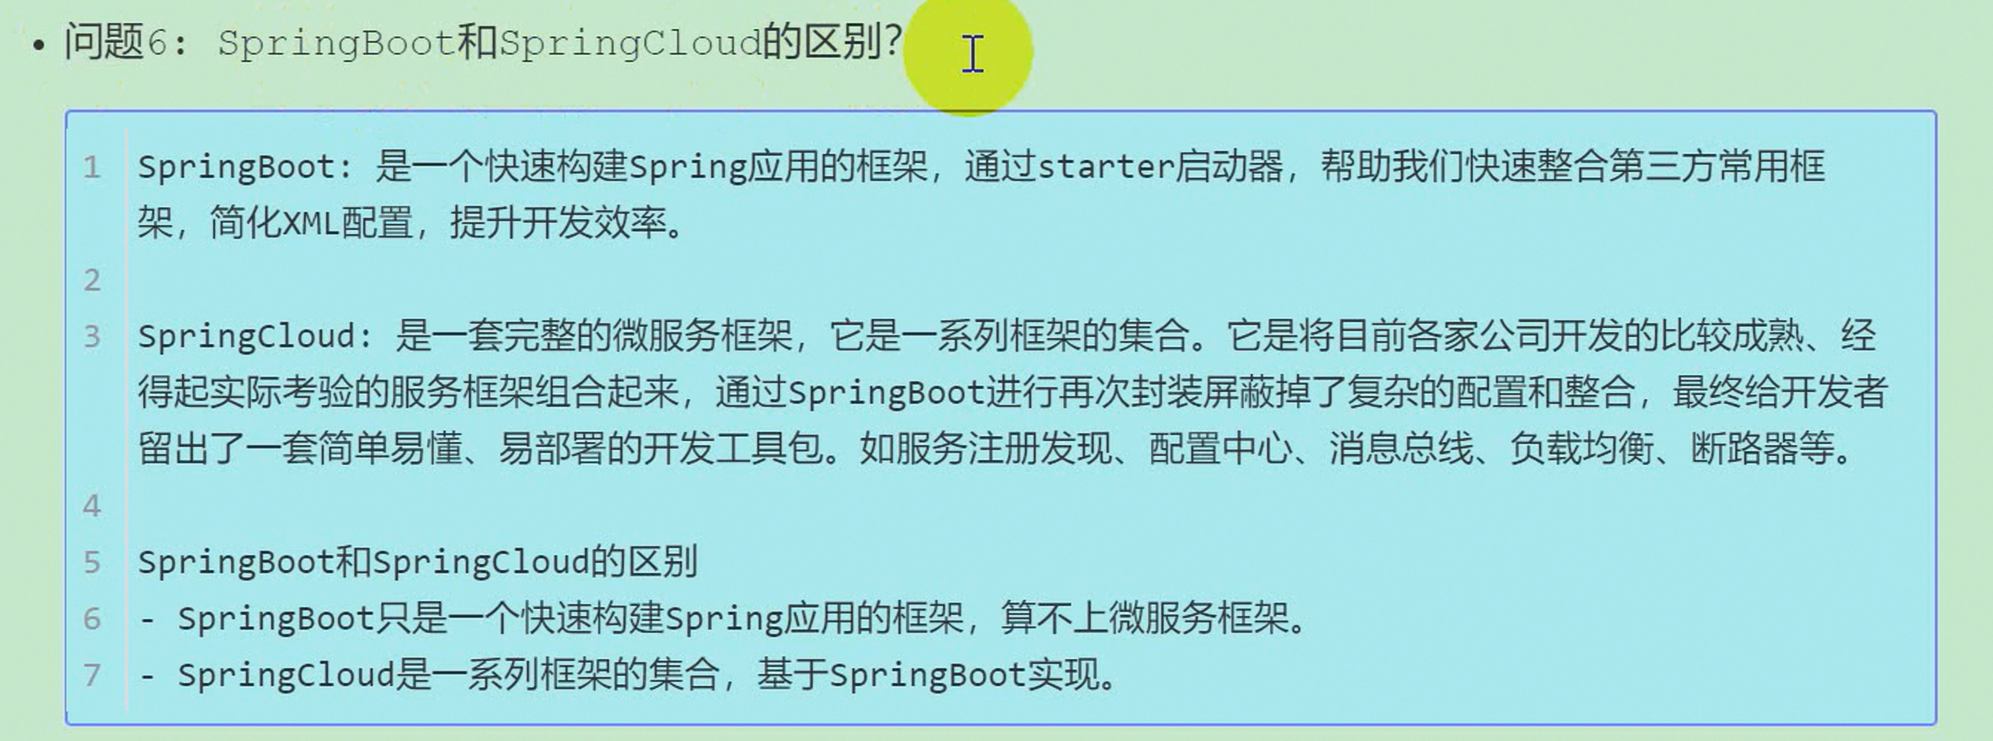 • 问题6: SpringBoot和SpringCloud的区别?
1 SpringBoot: 是一个快速构建Spring应用的框架，通过starter启动器，帮助我们快速整合第三方常用框
架，简化XML配置，提升开发效率。
2
3 SpringCloud: 是一套完整的微服务框架，它是一系列框架的集合。它是将目前各家公司开发的比较成熟、经
得起实际考验的服务框架组合起来，通过SpringBoot进行再次封装屏蔽掉了复杂的配置和整合，最终给开发者
留出了一套简单易懂、易部署的开发工具包。如服务注册发现、配置中心、消息总线、负载均衡、断路器等。
4
5 SpringBoot和SpringCloud的区别
6 - SpringBoot只是一个快速构建Spring应用的框架，算不上微服务框架。
7 - SpringCloud是一系列框架的集合，基于SpringBoot实现。